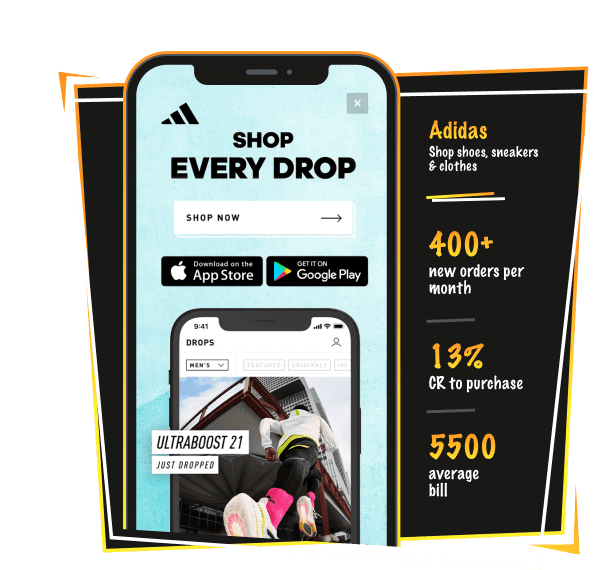 SHOP
EVERY DROP
SHOP NOW
Download on the
App Store
GET IT ON
Google Play
9:41
DROPS
MEN'S
FEATURED
ORIGINALS
ULTRABOOST 21
JUST DROPPED
Adidas
Shop shoes, sneakers
& clothes
400+
new orders per
month
13%
CR to purchase
5500
average
bill